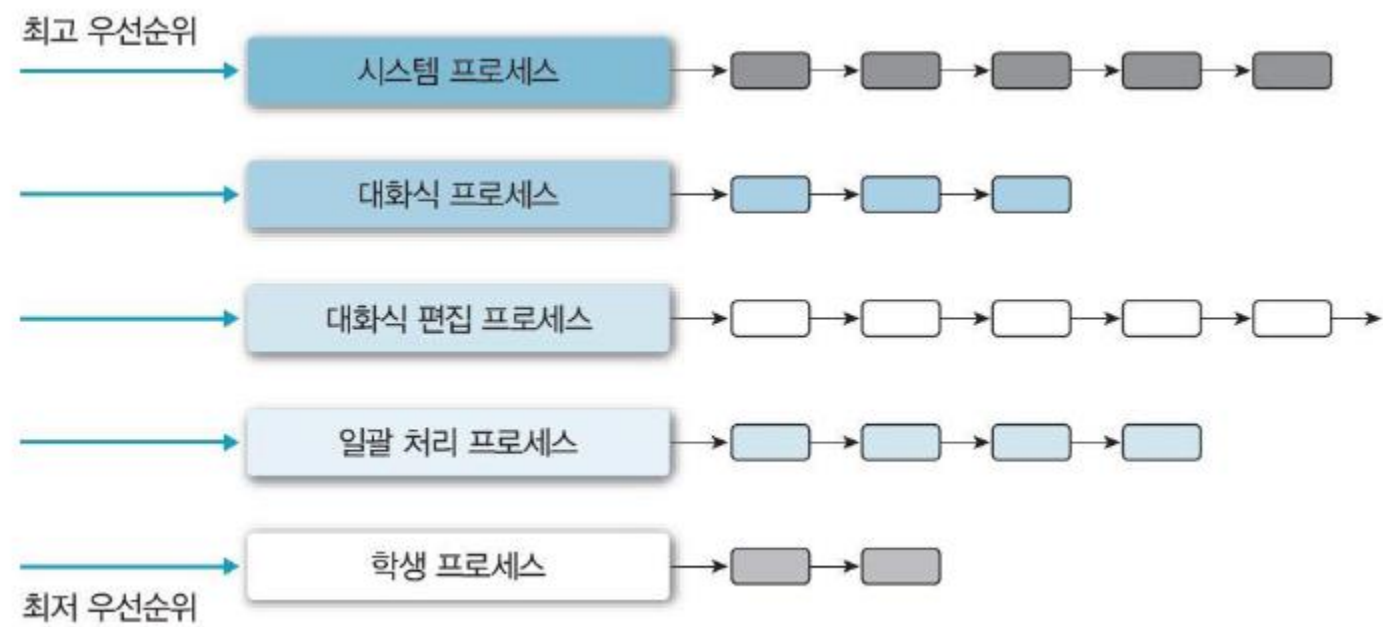 최고 우선순위
시스템 프로세스
대화식 프로세스
대화식 편집 프로세스
일괄 처리 프로세스
학생 프로세스
최저 우선순위